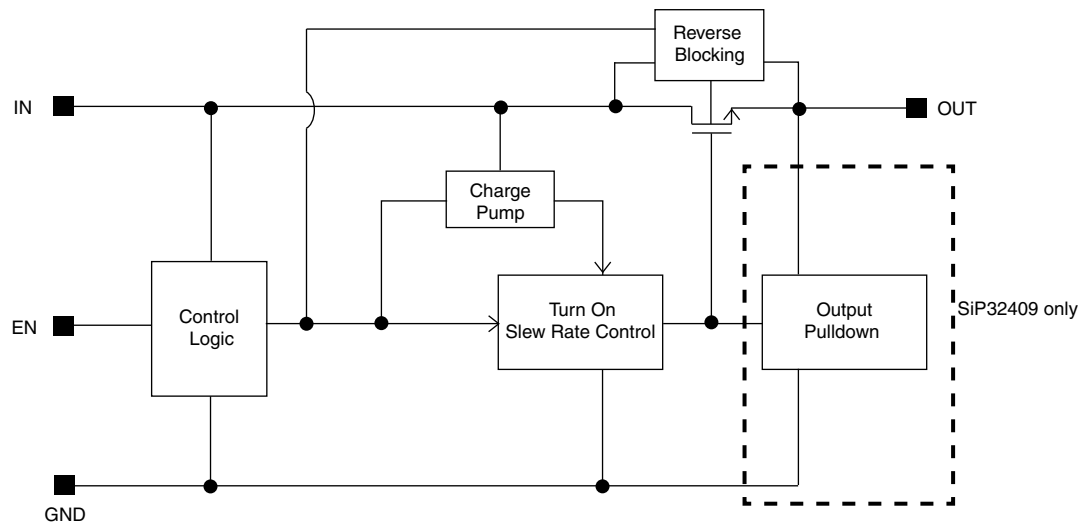 Reverse
Blocking
IN
OUT
Charge
Pump
Control
Logic
EN
Turn On
Slew Rate Control
Output
Pulldown
SiP32409 only
GND